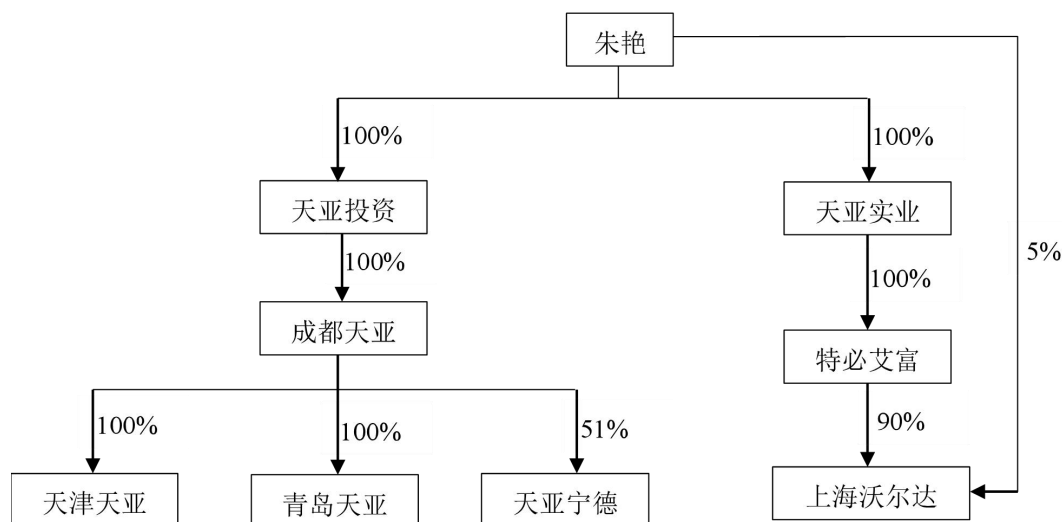 朱艳
100%
100%
天亚投资
天亚实业
5%
100%
100%
成都天亚
特必艾富
100%
100%
51%
90%
天津天亚
青岛天亚
天亚宁德
上海沃尔达